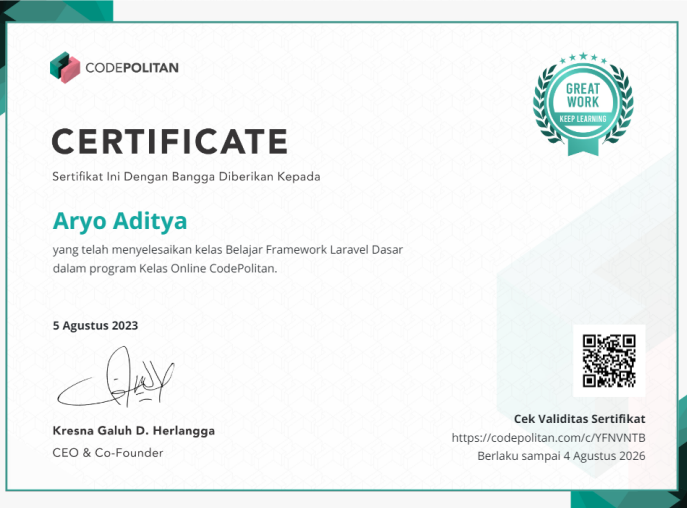 CODEPOLITAN
GREAT
WORK
KEEP LEARNING
CERTIFICATE
Sertifikat Ini Dengan Bangga Diberikan Kepada
Aryo Aditya
yang telah menyelesaikan kelas Belajar Framework Laravel Dasar
dalam program Kelas Online CodePolitan.
5 Agustus 2023
Kresna Galuh D. Herlangga
CEO & Co-Founder
Cek Validitas Sertifikat
https://codepolitan.com/c/YFNVNTB
Berlaku sampai 4 Agustus 2026